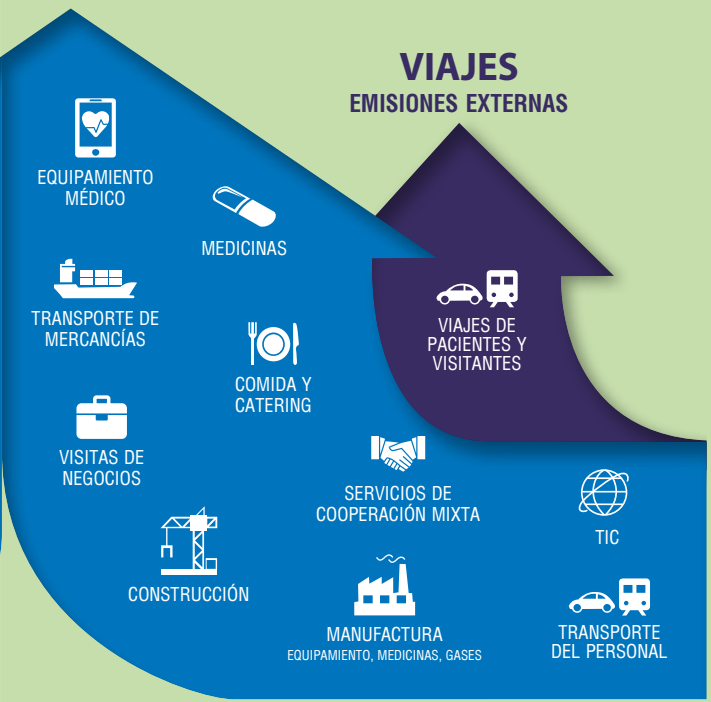 VIAJES
EMISIONES EXTERNAS
EQUIPAMIENTO
MÉDICO
MEDICINAS
TRANSPORTE DE
MERCANCÍAS
VIAJES DE
PACIENTES Y
VISITANTES
COMIDA Y
CATERING
VISITAS DE
NEGOCIOS
SERVICIOS DE
COOPERACIÓN MIXTA
TIC
CONSTRUCCIÓN
MANUFACTURA
EQUIPAMIENTO, MEDICINAS, GASES
TRANSPORTE
DEL PERSONAL